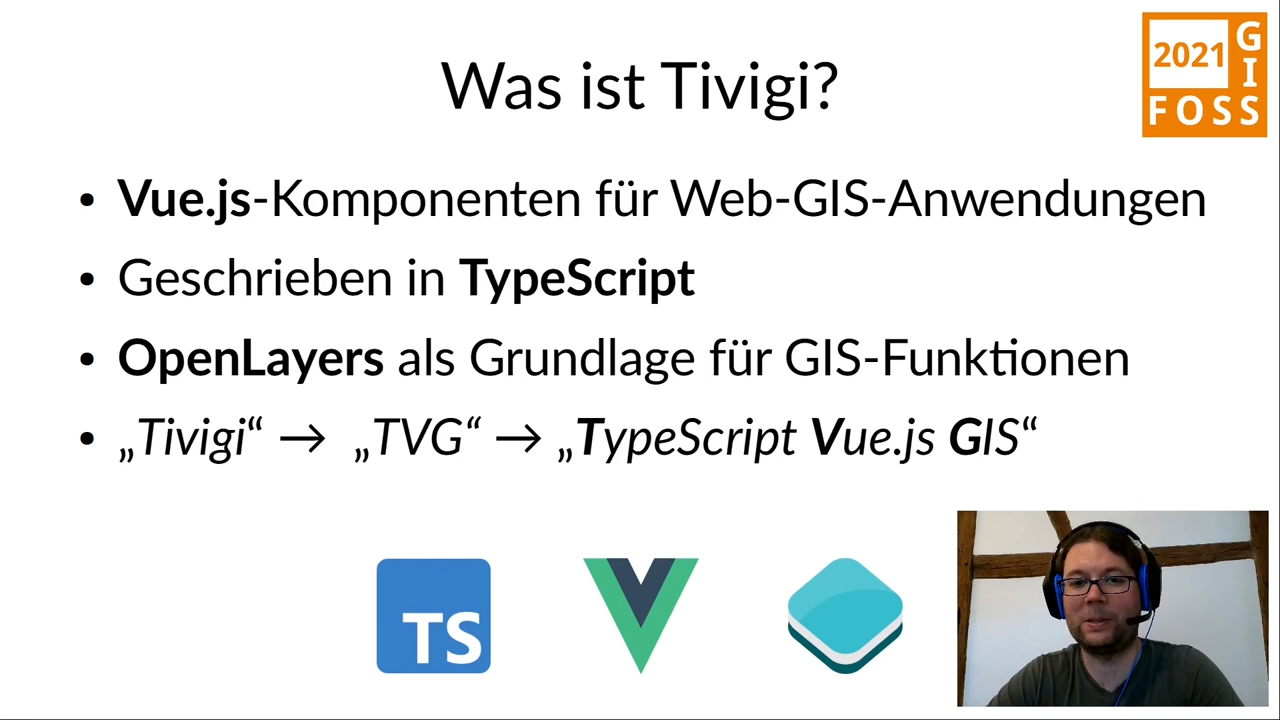 Was ist Tivigi?
2021
GI
FOSS
• Vue.js-Komponenten für Web-GIS-Anwendungen
• Geschrieben in TypeScript
• OpenLayers als Grundlage für GIS-Funktionen
• „Tivigi“ → „TVG“ → „TypeScript Vue.js GIS“
TS